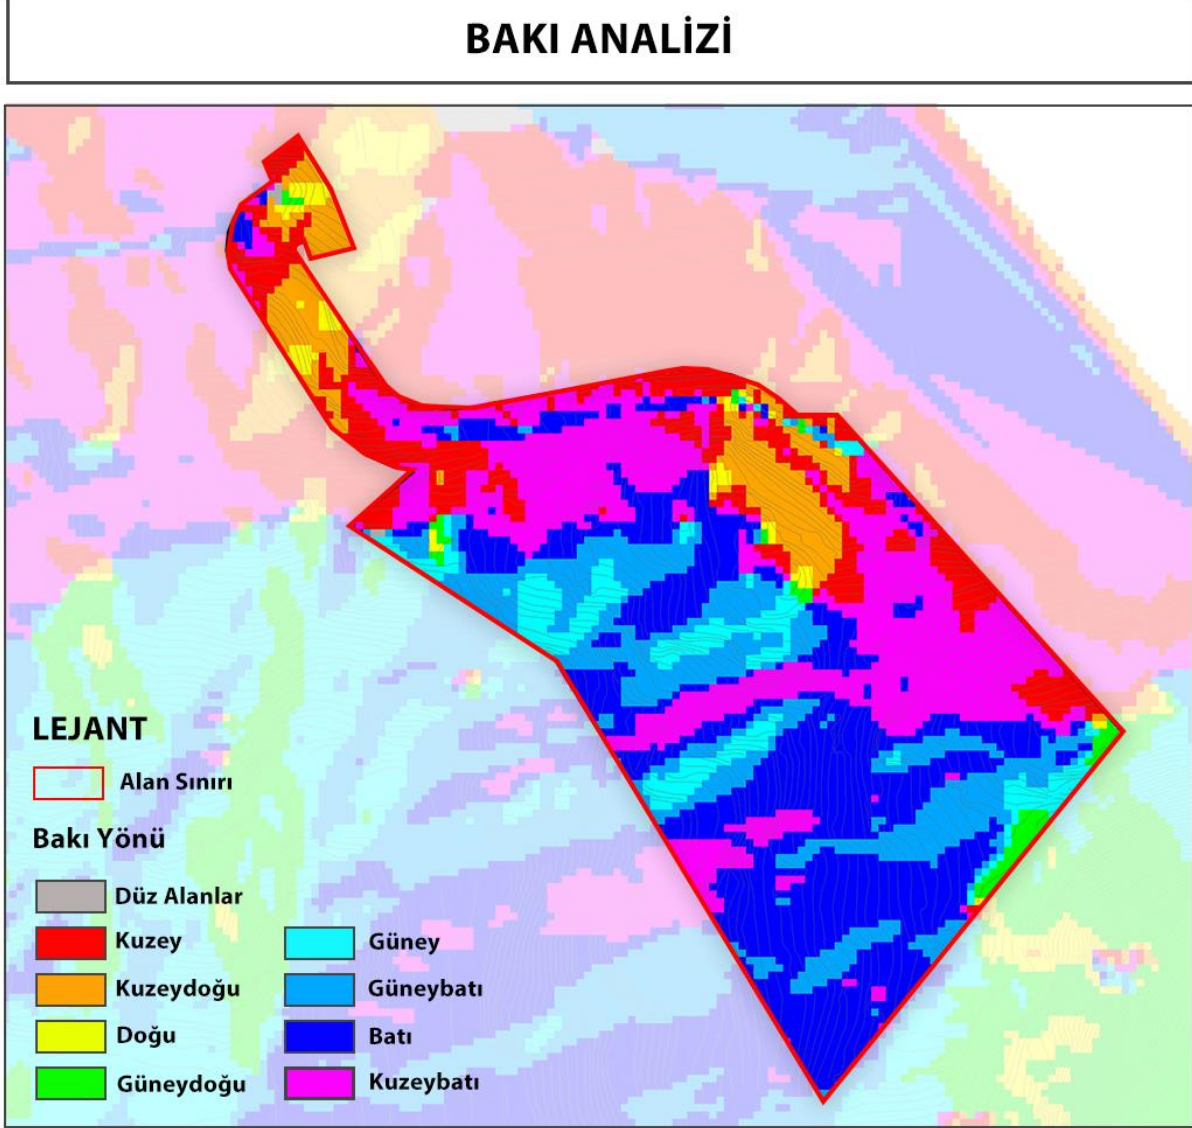 BAKI ANALİZİ
LEJANT
Alan Sınırı
Bakı Yönü
Düz Alanlar
Kuzey
Kuzeydoğu
Doğu
Güneydoğu
Güney
Güneybatı
Batı
Kuzeybatı